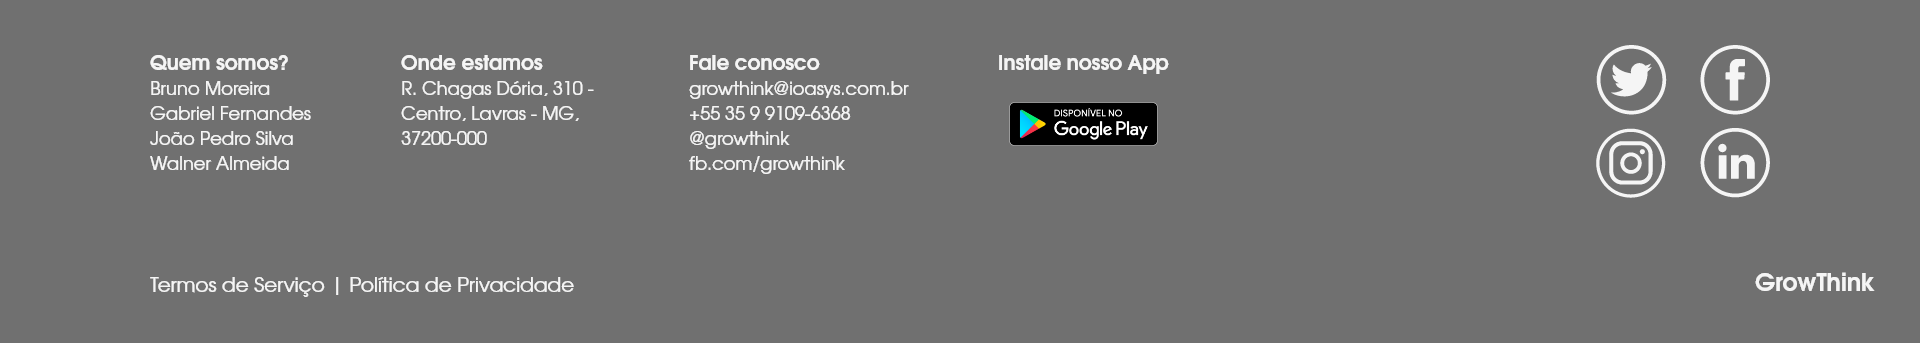 Quem somos?
Bruno Moreira
Gabriel Fernandes
João Pedro Silva
Walner Almeida
Onde estamos
R. Chagas Dória, 310 -
Centro, Lavras - MG,
37200-000
Fale conosco
growthink@ioasys.com.br
+55 35 9 9109-6368
@growthink
fb.com/growthink
Instale nosso App
DISPONÍVEL NO
Google Play
f
in
Termos de Serviço | Política de Privacidade
GrowThink